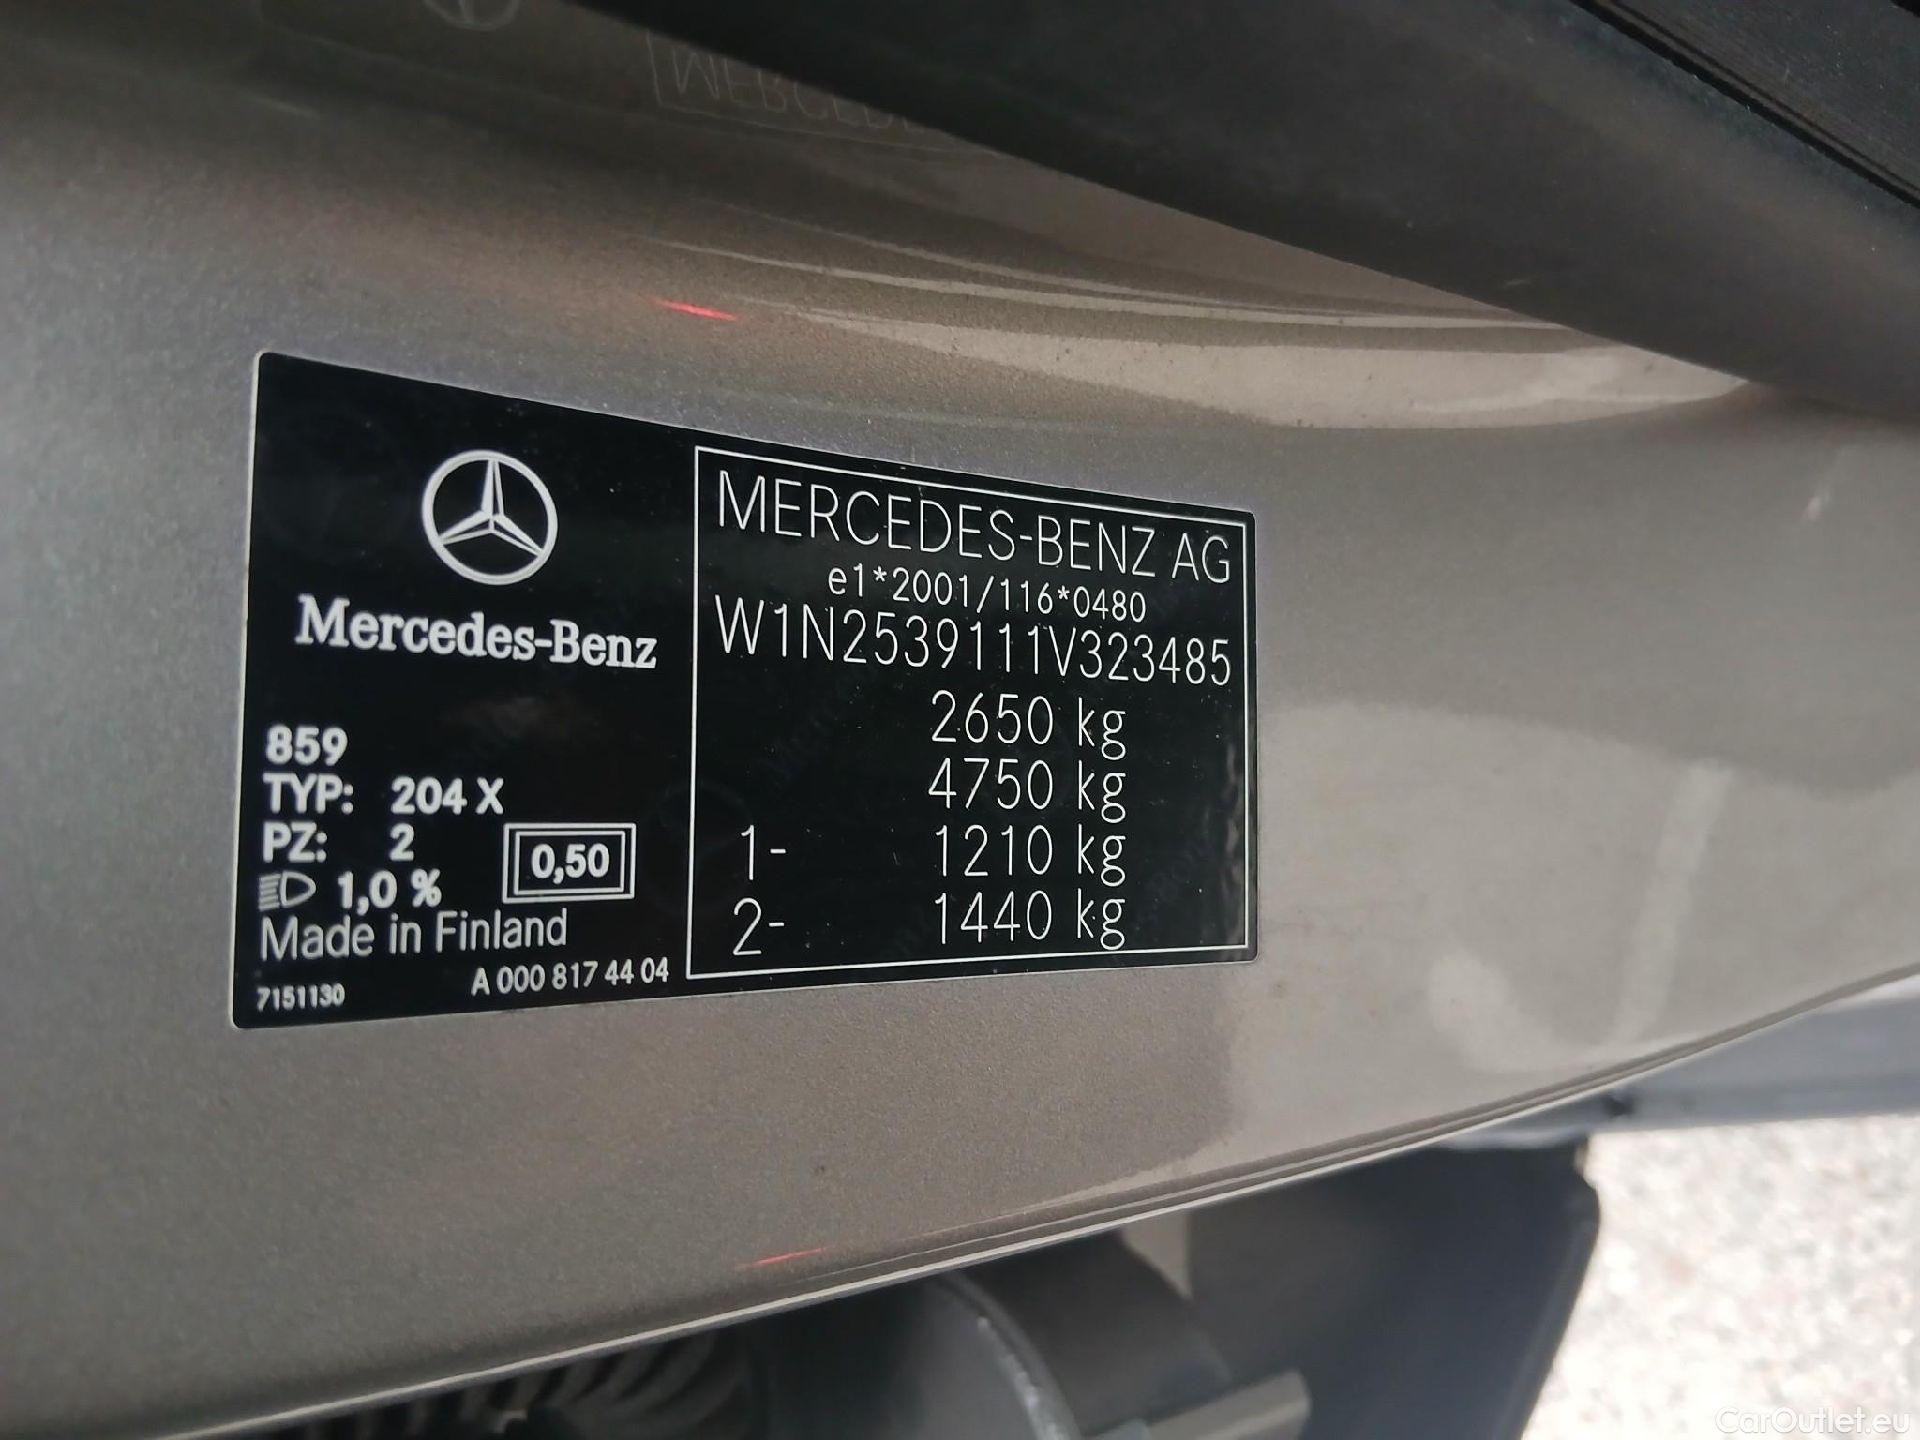 Mercedes-Benz
859
TYP: 204 X
PZ: 2
1,0 %
0,50
Made in Finland
7151130
A 000 817 44 04
MERCEDES-BENZ AG
e1*2001/116*0480
W1N2539111V323485
2650 kg
4750 kg
1- 1210 kg
2- 1440 kg
CarOutlet.eu